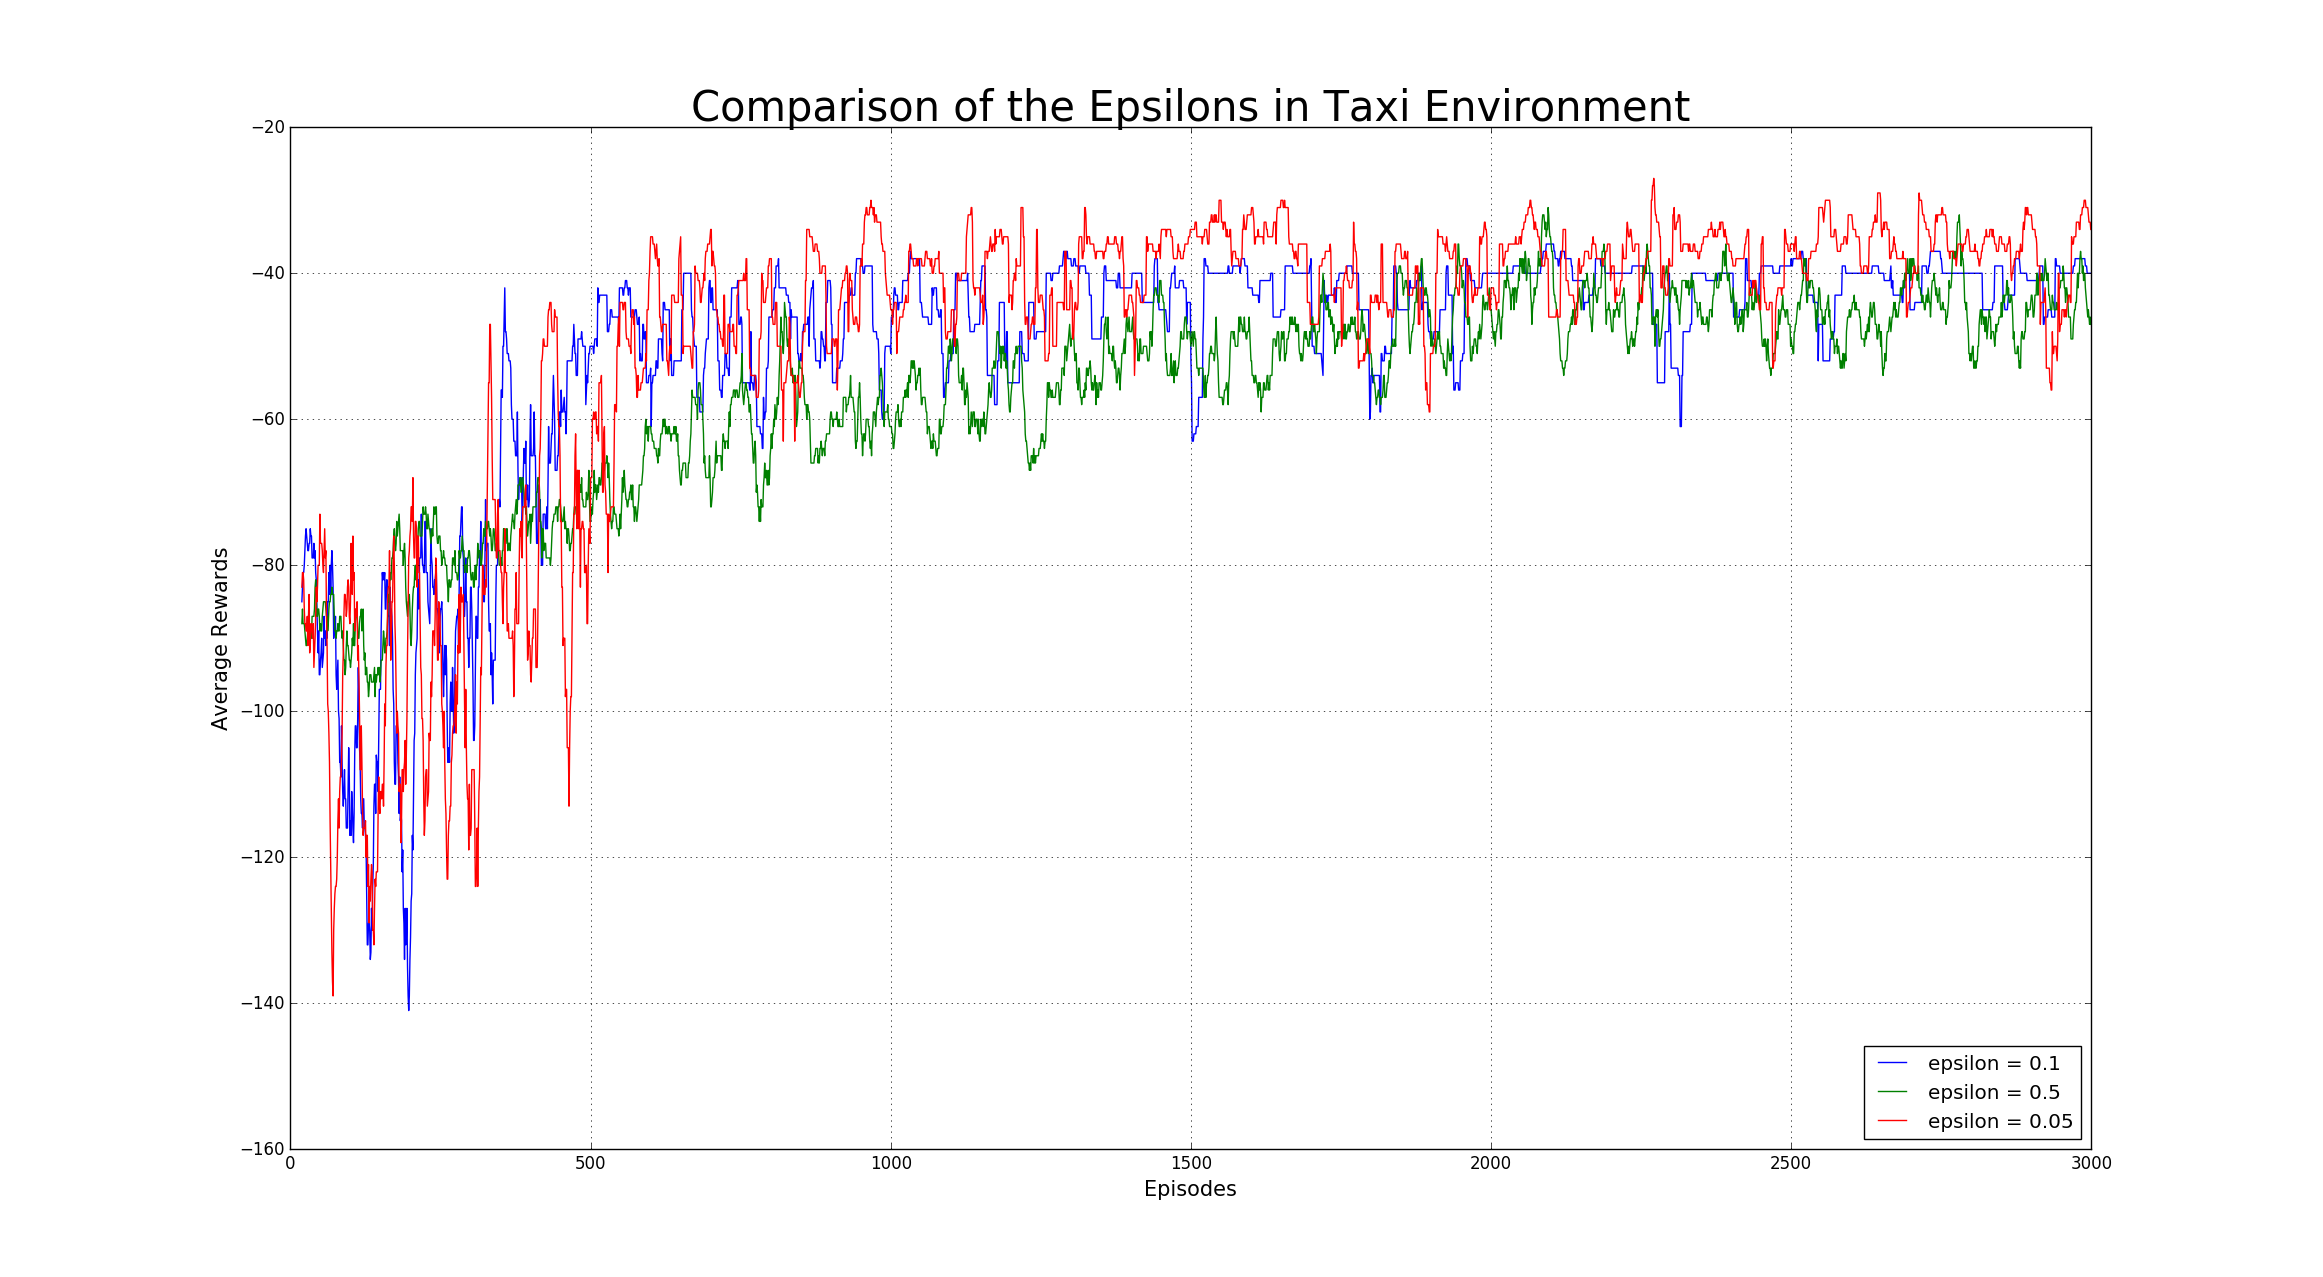 Comparison of the Epsilons in Taxi Environment
−20
−40
−60
−80
−100
−120
−140
−160
Average Rewards
0 500 1000 1500 2000 2500 3000
Episodes
epsilon = 0.1
epsilon = 0.5
epsilon = 0.05